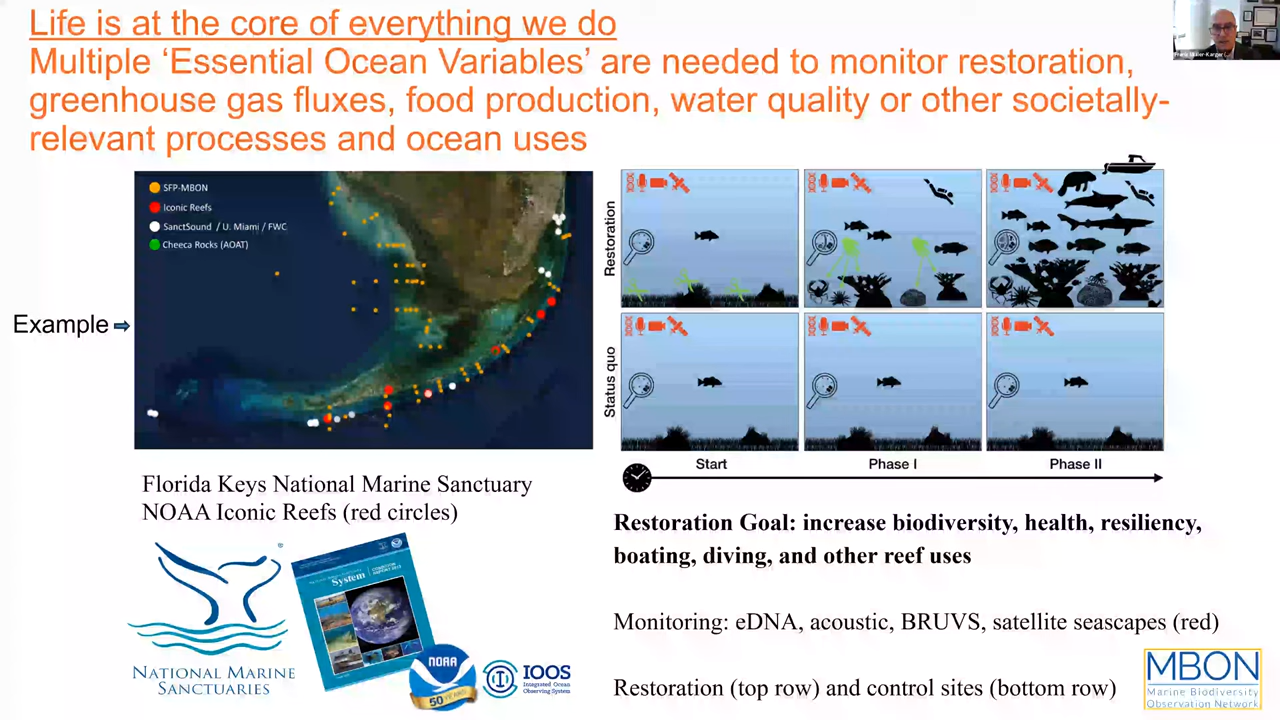 Life is at the core of everything we do
Multiple ‘Essential Ocean Variables’ are needed to monitor restoration,
greenhouse gas fluxes, food production, water quality or other societally-
relevant processes and ocean uses
SFP-MBON
Iconic Reefs
SanctSound / U. Miami / FWC
Cheeca Rocks (AOAT)
Example
Restoration
Status quo
Start
Phase I
Phase II
Florida Keys National Marine Sanctuary
NOAA Iconic Reefs (red circles)
Restoration Goal: increase biodiversity, health, resiliency,
boating, diving, and other reef uses
Monitoring: eDNA, acoustic, BRUVS, satellite seascapes (red)
Restoration (top row) and control sites (bottom row)
®
NATIONAL MARINE
SANCTUARIES
System
NOAA
50 YEARS
IOOS
Integrated Ocean
Observing System
MBON
Marine Biodiversity
Observation Network